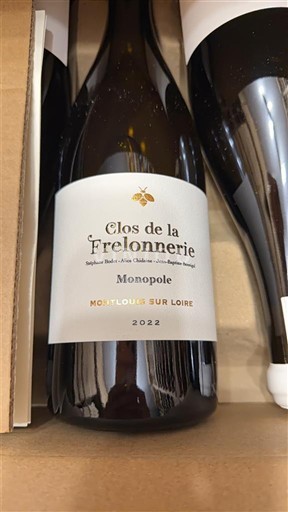 Clos de la
Frelonnerie
Monopole
MONTLOUIS SUR LOIRE
2022